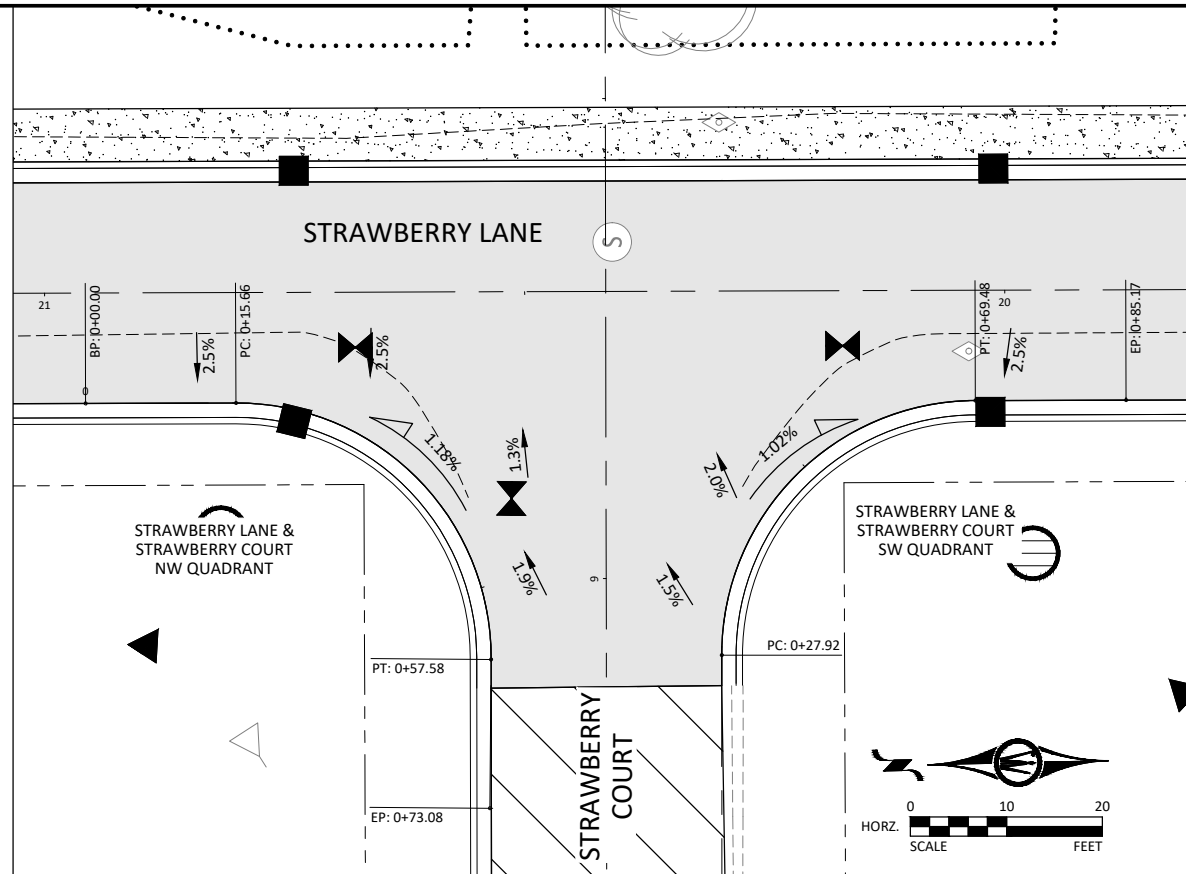 STRAWBERRY LANE
S
21
BP: 0+00.00
PC: 0+15.66
PT: 0+69.48
20
EP: 0+85.17
2.5%
2.5%
2.5%
0
1.18%
1.3%
2.0%
1.02%
STRAWBERRY LANE &
STRAWBERRY COURT
NW QUADRANT
STRAWBERRY LANE &
STRAWBERRY COURT
SW QUADRANT
1.9%
9
1.5%
PT: 0+57.58
PC: 0+27.92
STRAWBERRY
COURT
EP: 0+73.08
0 10 20
HORZ.
SCALE FEET